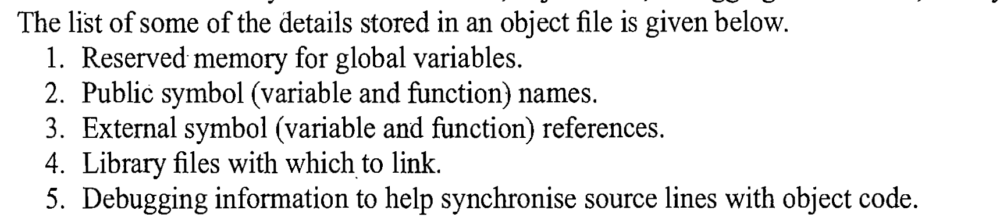 The list of some of the details stored in an object file is given below.
1. Reserved memory for global variables.
2. Public symbol (variable and function) names.
3. External symbol (variable and function) references.
4. Library files with which to link.
5. Debugging information to help synchronise source lines with object code.